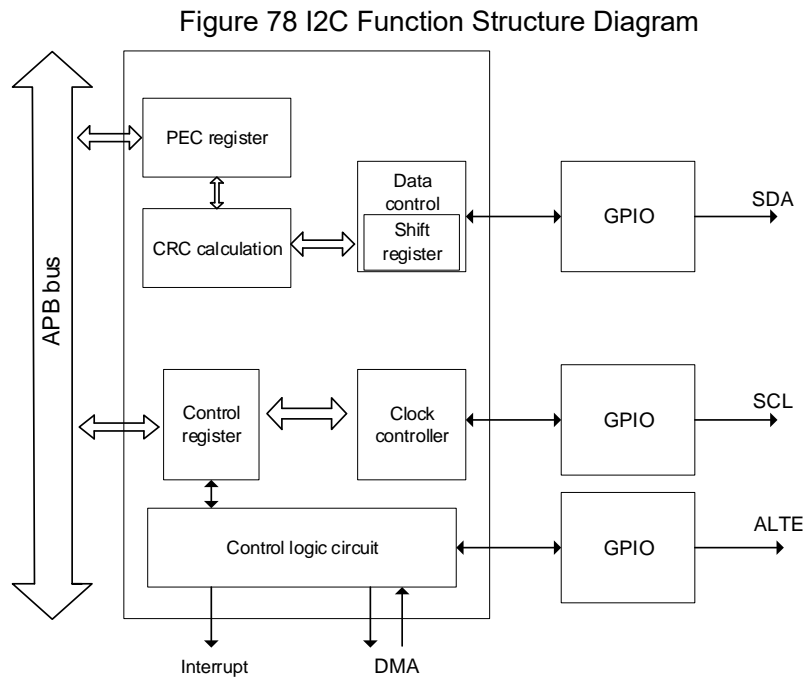 Figure 78 I2C Function Structure Diagram
PEC register
Data
control
Shift
register
GPIO
SDA
CRC calculation
APB bus
Control
register
Clock
controller
GPIO
SCL
Control logic circuit
GPIO
ALTE
Interrupt
DMA